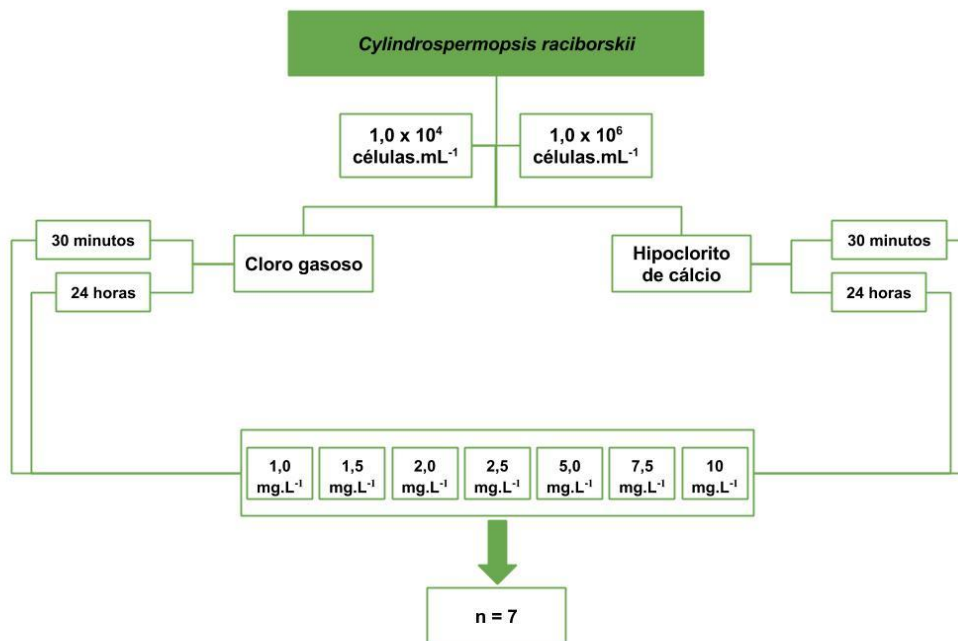 Cylindrospermopsis raciborskii
1,0 x 10⁴
células.mL⁻¹
1,0 x 10⁶
células.mL⁻¹
30 minutos
24 horas
Cloro gasoso
Hipoclorito
de cálcio
30 minutos
24 horas
1,0
mg.L⁻¹
1,5
mg.L⁻¹
2,0
mg.L⁻¹
2,5
mg.L⁻¹
5,0
mg.L⁻¹
7,5
mg.L⁻¹
10
mg.L⁻¹
n = 7